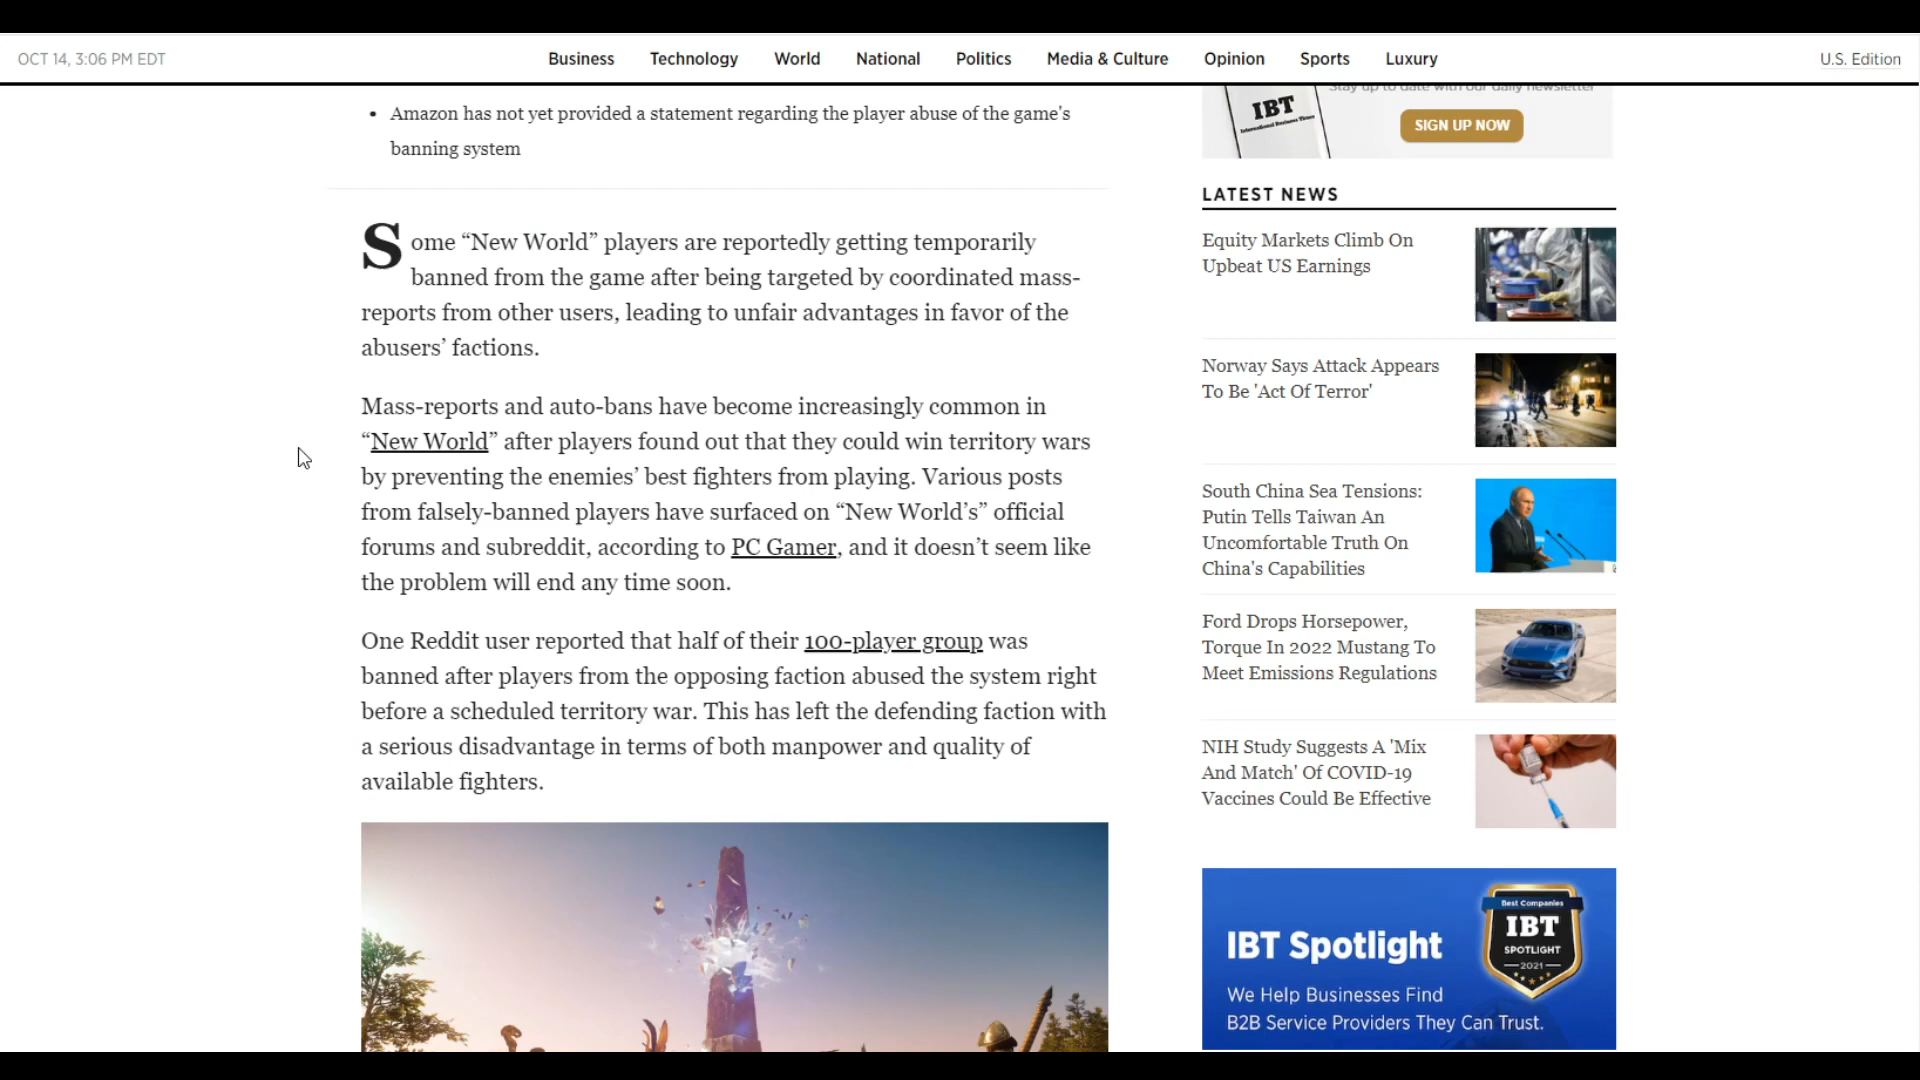 OCT 14, 3:06 PM EDT
Business Technology World National Politics Media & Culture Opinion Sports Luxury
U.S. Edition
• Amazon has not yet provided a statement regarding the player abuse of the game's
banning system
Some “New World” players are reportedly getting temporarily
banned from the game after being targeted by coordinated mass-
reports from other users, leading to unfair advantages in favor of the
abusers’ factions.
Mass-reports and auto-bans have become increasingly common in
“New World” after players found out that they could win territory wars
by preventing the enemies’ best fighters from playing. Various posts
from falsely-banned players have surfaced on “New World’s” official
forums and subreddit, according to PC Gamer, and it doesn’t seem like
the problem will end any time soon.
One Reddit user reported that half of their 100-player group was
banned after players from the opposing faction abused the system right
before a scheduled territory war. This has left the defending faction with
a serious disadvantage in terms of both manpower and quality of
available fighters.
Stay up to date with our daily newsletter
IBT
International Business Times
SIGN UP NOW
LATEST NEWS
Equity Markets Climb On
Upbeat US Earnings
Norway Says Attack Appears
To Be 'Act Of Terror'
South China Sea Tensions:
Putin Tells Taiwan An
Uncomfortable Truth On
China's Capabilities
Ford Drops Horsepower,
Torque In 2022 Mustang To
Meet Emissions Regulations
NIH Study Suggests A 'Mix
And Match' Of COVID-19
Vaccines Could Be Effective
IBT Spotlight
We Help Businesses Find
B2B Service Providers They Can Trust.
Best Companies
IBT
SPOTLIGHT
2021